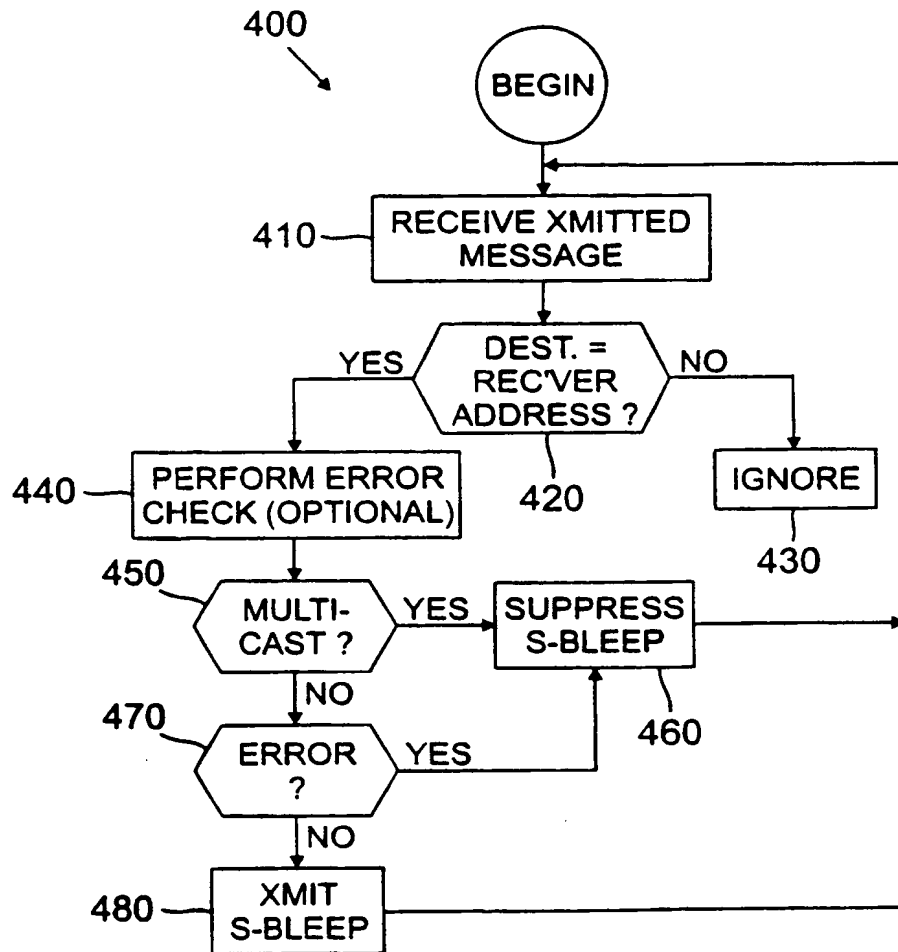 400
BEGIN
410
RECEIVE XMITTED
MESSAGE
YES
DEST. =
REC'VER
ADDRESS ?
NO
420
440
PERFORM ERROR
CHECK (OPTIONAL)
IGNORE
430
450
MULTI-
CAST ?
YES
SUPPRESS
S-BLEEP
460
NO
470
ERROR
?
YES
NO
480
XMIT
S-BLEEP